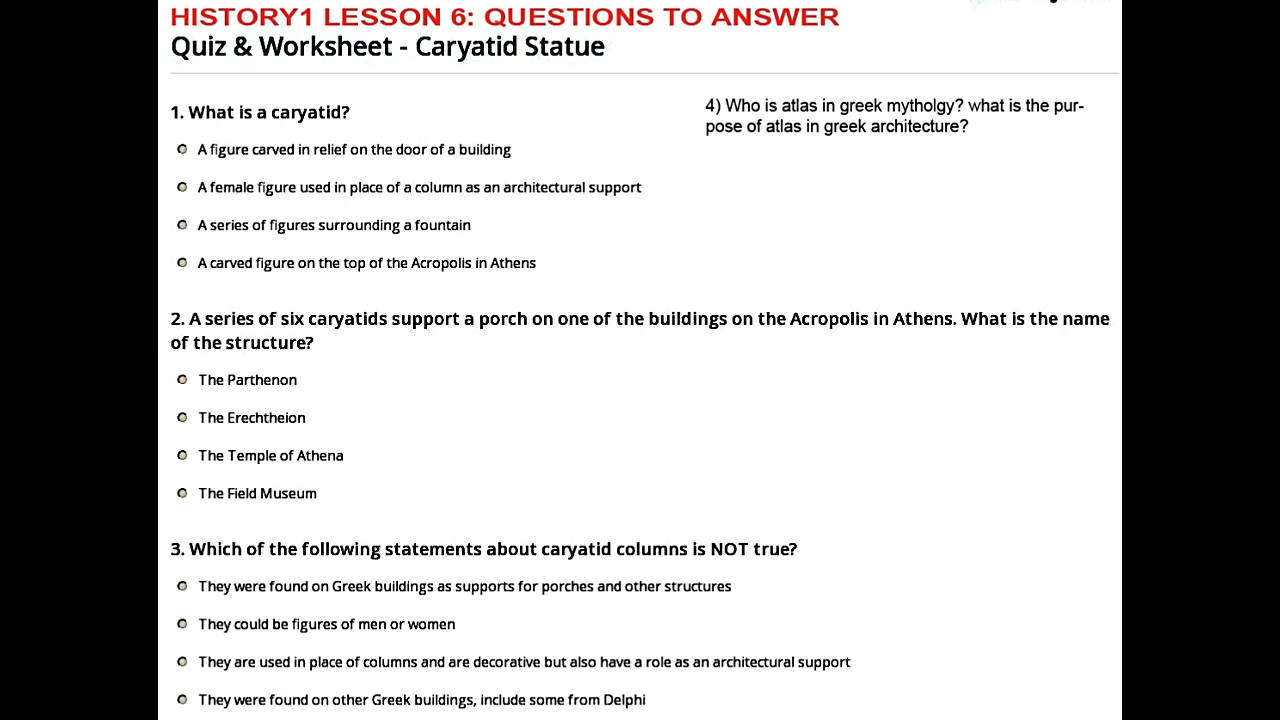 HISTORY1 LESSON 6: QUESTIONS TO ANSWER
Quiz & Worksheet - Caryatid Statue
1. What is a caryatid?
A figure carved in relief on the door of a building
A female figure used in place of a column as an architectural support
A series of figures surrounding a fountain
A carved figure on the top of the Acropolis in Athens
4) Who is atlas in greek mytholgy? what is the pur-
pose of atlas in greek architecture?
2. A series of six caryatids support a porch on one of the buildings on the Acropolis in Athens. What is the name
of the structure?
The Parthenon
The Erechtheion
The Temple of Athena
The Field Museum
3. Which of the following statements about caryatid columns is NOT true?
They were found on Greek buildings as supports for porches and other structures
They could be figures of men or women
They are used in place of columns and are decorative but also have a role as an architectural support
They were found on other Greek buildings, include some from Delphi